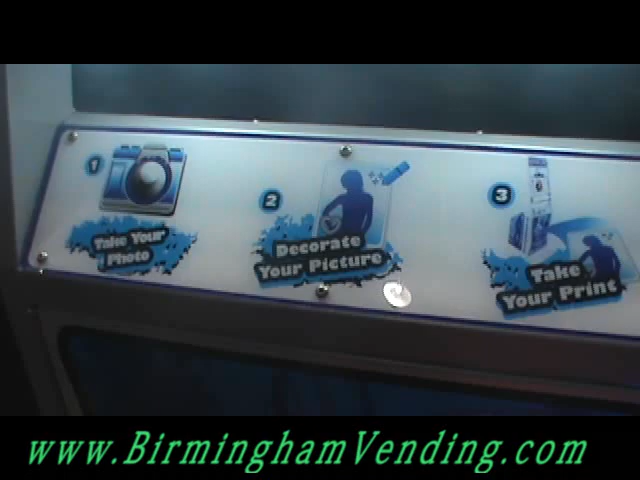 1
Take Your
Photo
2
Decorate
Your Picture
3
Take
Your Print
www.BirminghamVending.com